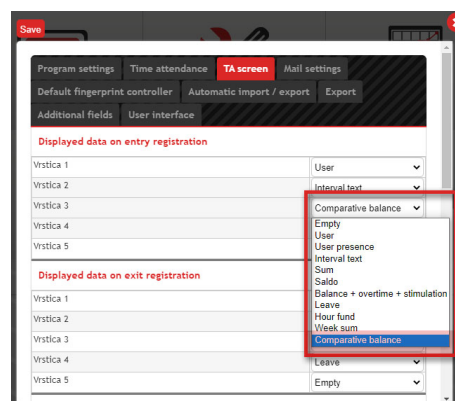 Save
Program settings Time attendance TA screen Mail settings
Default fingerprint controller Automatic import / export Export
Additional fields User interface
Displayed data on entry registration
Vrstica 1 User
Vrstica 2 Interval text
Vrstica 3 Comparative balance
Vrstica 4
Vrstica 5
Empty
User
User presence
Interval text
Sum
Saldo
Balance + overtime + stimulation
Leave
Hour fund
Week sum
Comparative balance
Displayed data on exit registration
Vrstica 1
Vrstica 2
Vrstica 3
Vrstica 4 Leave
Vrstica 5 Empty